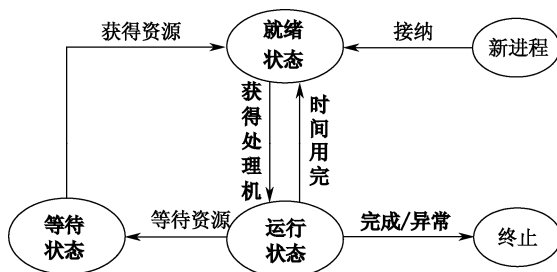 获得资源
就绪
状态
接纳
新进程
获得处理机
时间用完
等待
状态
等待资源
运行
状态
完成/异常
终止